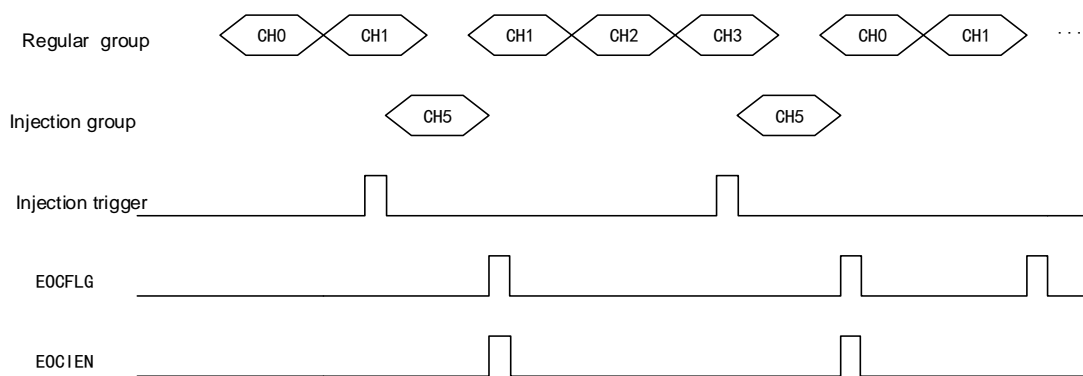 Regular group CH0 CH1 CH1 CH2 CH3 CH0 CH1 ...
Injection group CH5 CH5
Injection trigger
EOCFLG
EOCIEN